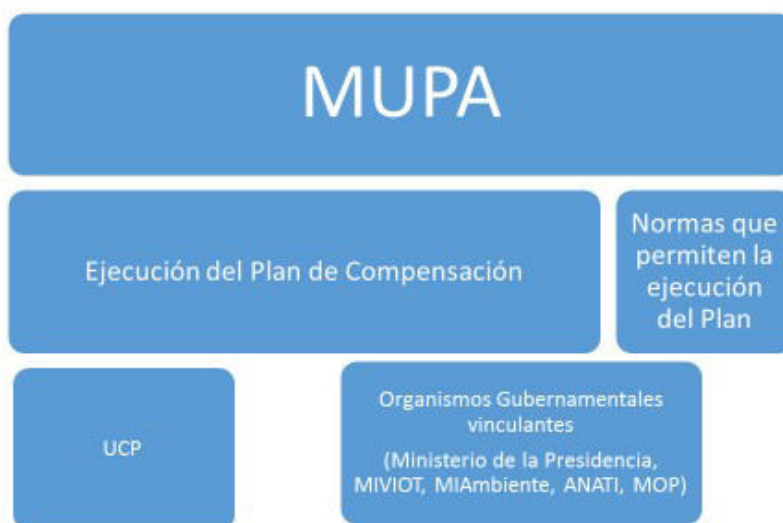 MUPA
Ejecución del Plan de Compensación
Normas que
permiten la
ejecución
del Plan
UCP
Organismos Gubernamentales
vinculantes
(Ministerio de la Presidencia,
MIVIOT, MIAmbiente, ANATI, MOP)